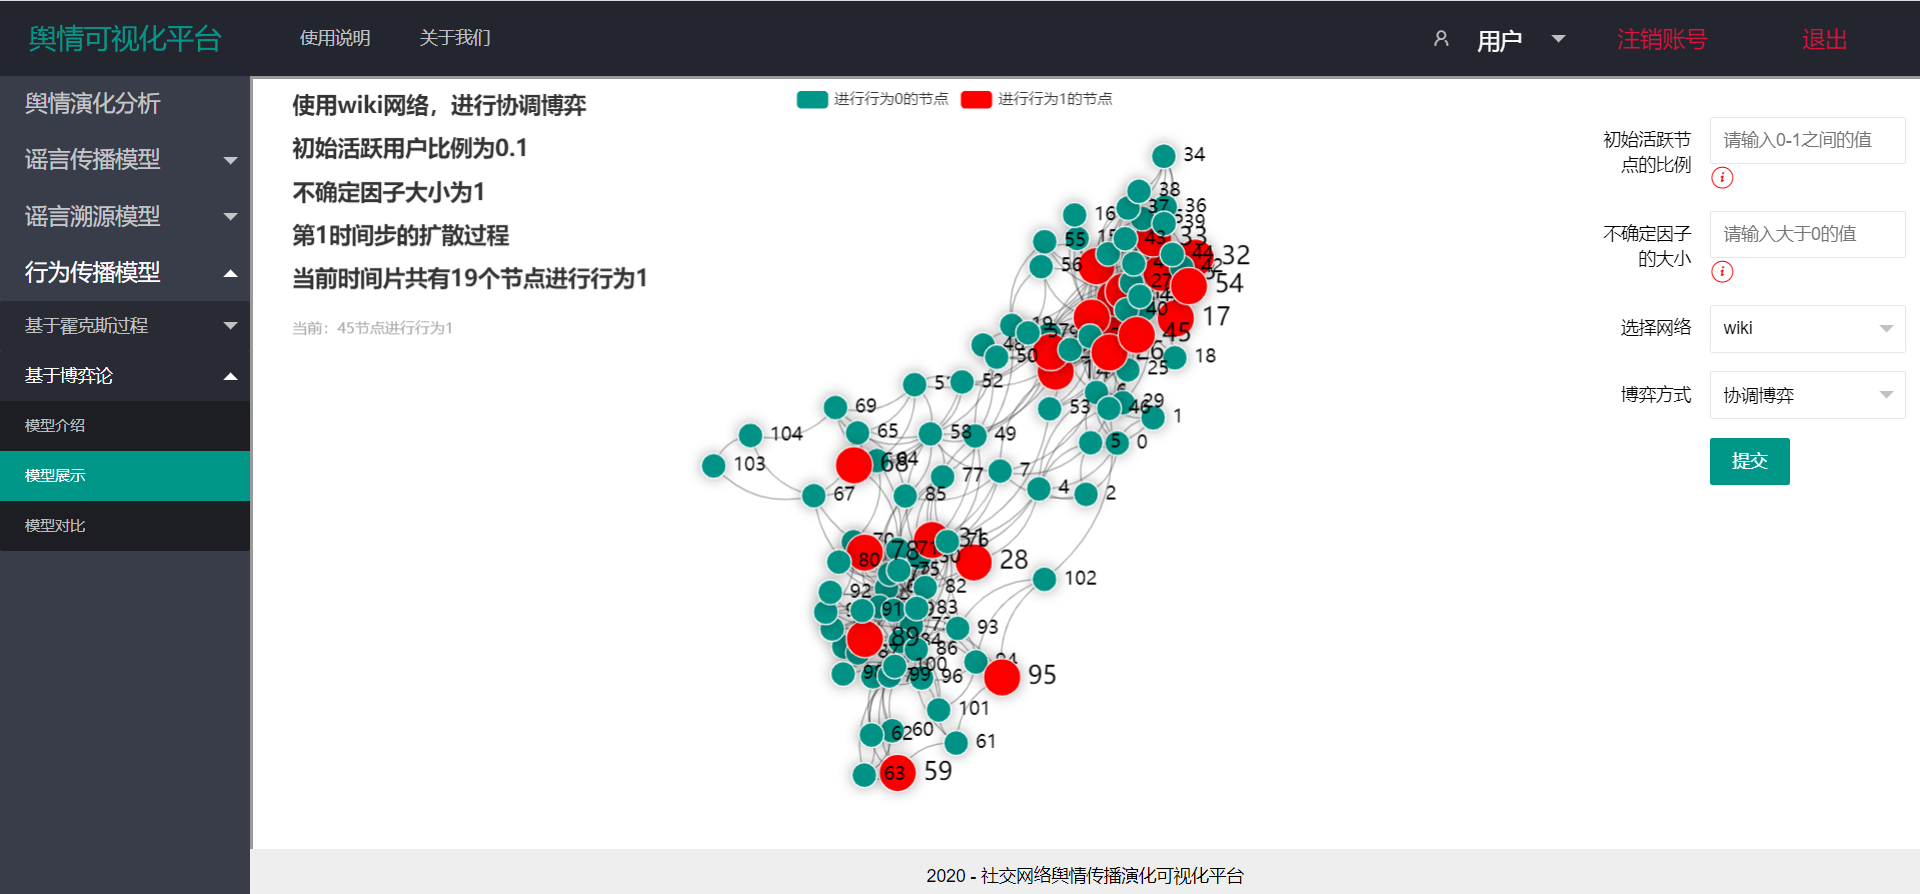 舆情可视化平台
使用说明
关于我们
用户
注销账号
退出
舆情演化分析
谣言传播模型
谣言溯源模型
行为传播模型
基于霍克斯过程
基于博弈论
模型介绍
模型展示
模型对比
使用wiki网络，进行协调博弈
初始活跃用户比例为0.1
不确定因子大小为1
第1时间步的扩散过程
当前时间片共有19个节点进行行为1
当前：45节点进行行为1
进行行为0的节点
进行行为1的节点
34
38
36
37
39
16
33
43
55
32
44
42
56
54
27
40
17
45
18
50
25
51
52
14
69
53
29
46
1
104
65
58
49
5
0
103
68
77
7
67
85
4
2
76
78
71
28
80
102
82
92
91
83
93
89
86
100
95
99
96
101
62
60
61
63
59
初始活跃节
点的比例
请输入0-1之间的值
不确定因子
的大小
请输入大于0的值
选择网络
wiki
博弈方式
协调博弈
提交
2020 - 社交网络舆情传播演化可视化平台